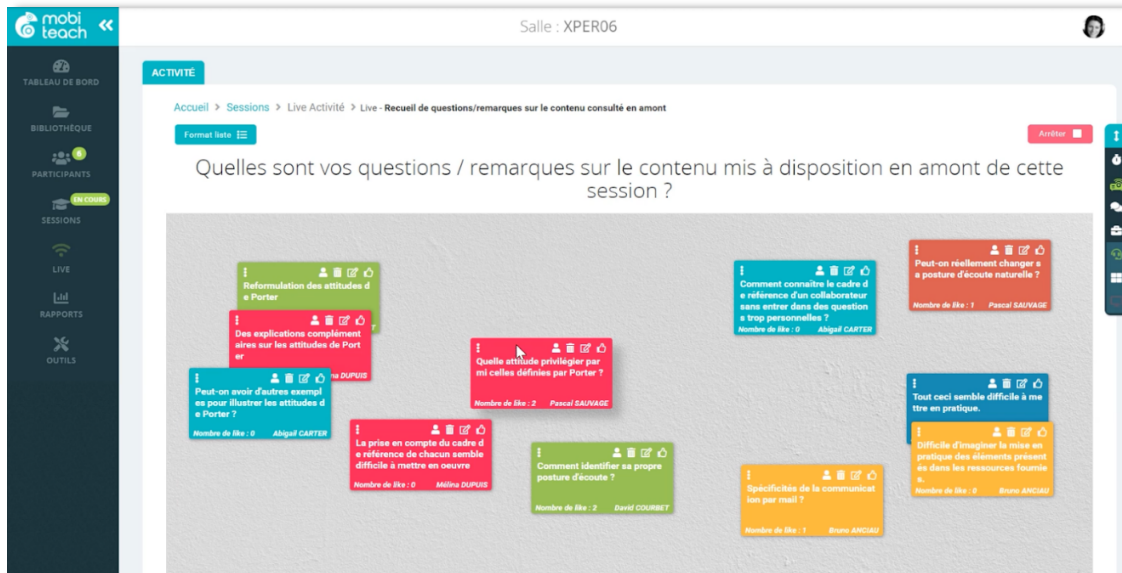 mobi
teach
Salle : XPER06
TABLEAU DE BORD
BIBLIOTHÈQUE
6
PARTICIPANTS
EN COURS
SESSIONS
LIVE
RAPPORTS
OUTILS
ACTIVITÉ
Accueil > Sessions > Live Activité > Live - Recueil de questions/remarques sur le contenu consulté en amont
Format liste
Arrêter
Quelles sont vos questions / remarques sur le contenu mis à disposition en amont de cette
session ?
Reformulation des attitudes d
e Porter
Des explications complément
aires sur les attitudes de Port
er
DUPUIS
Peut-on avoir d'autres exempl
es pour illustrer les attitudes d
e Porter ?
Nombre de like : 0 Abigail CARTER
La prise en compte du cadre d
e référence de chacun semble
difficile à mettre en oeuvre
Nombre de like : 0 Mélina DUPUIS
Quelle attitude privilégier par
mi celles définies par Porter ?
Nombre de like : 2 Pascal SAUVAGE
Comment identifier sa propre
posture d'écoute ?
Nombre de like : 2 David COURBET
Comment connaitre le cadre d
e référence d'un collaborateur
sans entrer dans des question
s trop personnelles ?
Nombre de like : 0 Abigail CARTER
Peut-on réellement changer s
a posture d'écoute naturelle ?
Nombre de like : 1 Pascal SAUVAGE
Tout ceci semble difficile à me
ttre en pratique.
Difficile d'imaginer la mise en
pratique des éléments présent
és dans les ressources fournie
s.
Nombre de like : 0 Bruno ANCIAU
Spécificités de la communicat
ion par mail ?
Nombre de like : 1 Bruno ANCIAU